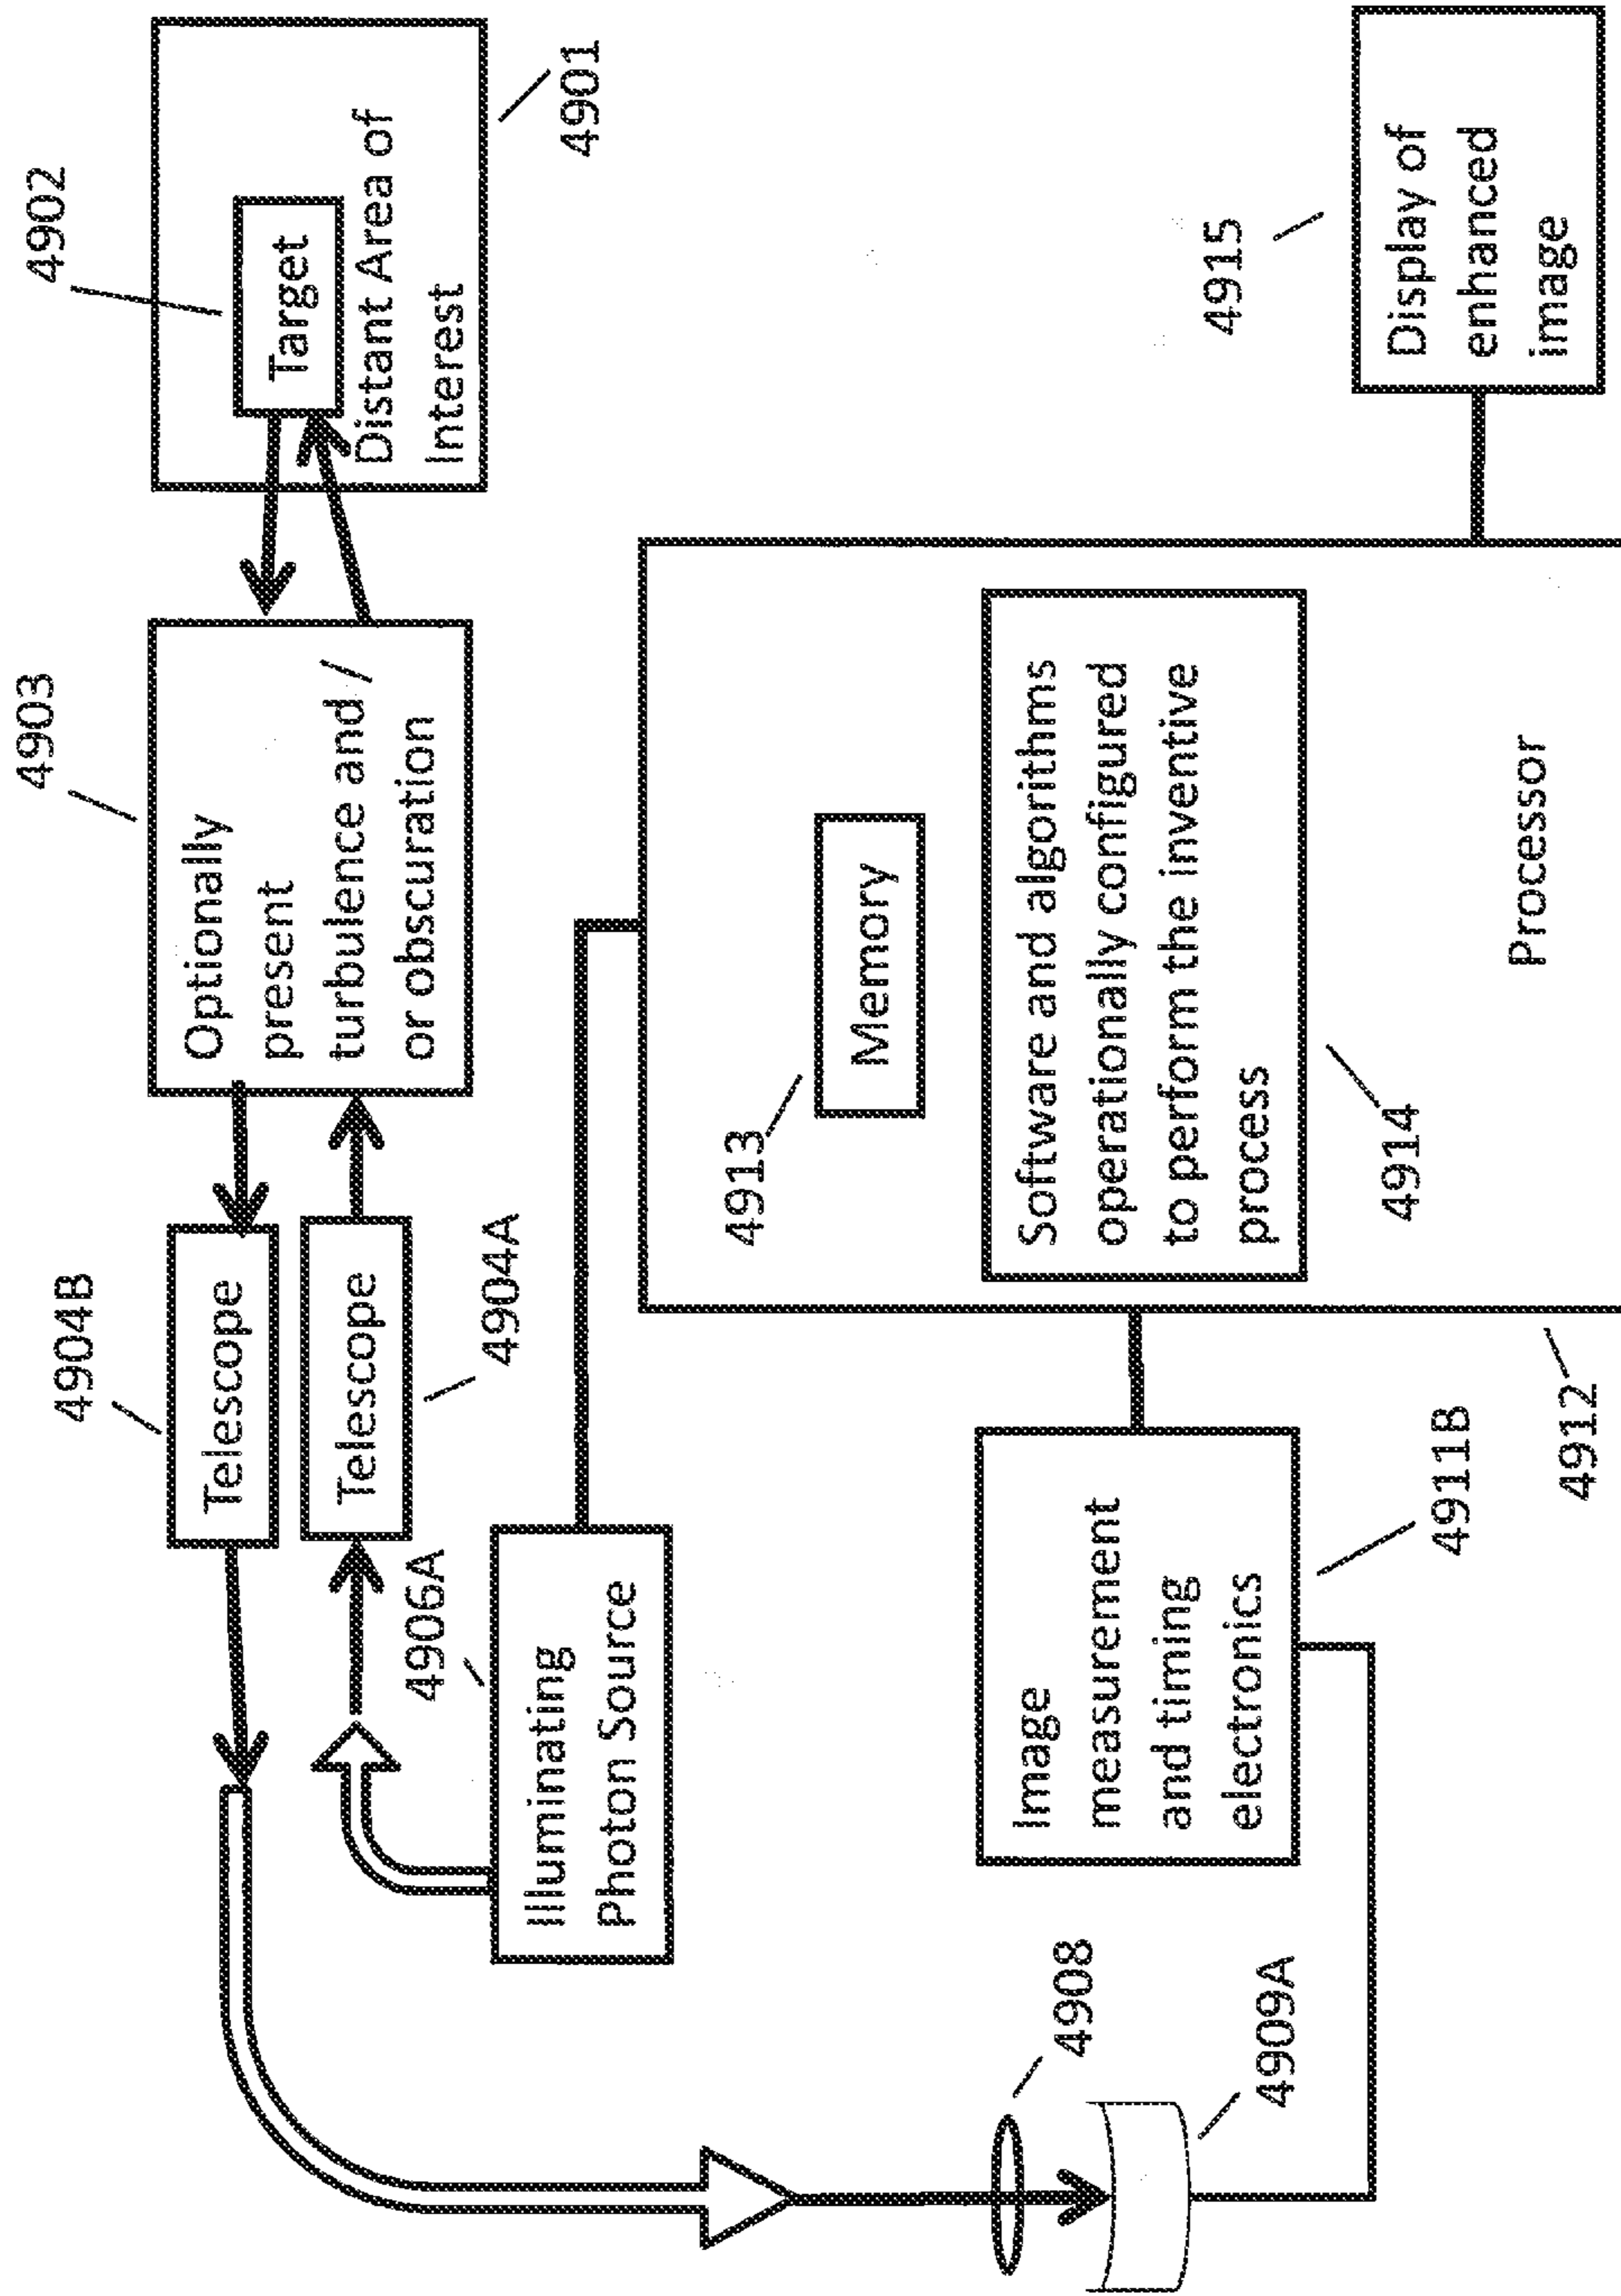 4902
Target
Distant Area of
Interest
4901
4903
Optionally
present
turbulence and /
or obscuration
4904B
Telescope
Telescope
4904A
4906A
Illuminating
Photon Source
4908
4909A
Image
measurement
and timing
electronics
4911B
4912
4913
Memory
Software and algorithms
operationally configured
to perform the inventive
process
4914
Processor
4915
Display of
enhanced
image